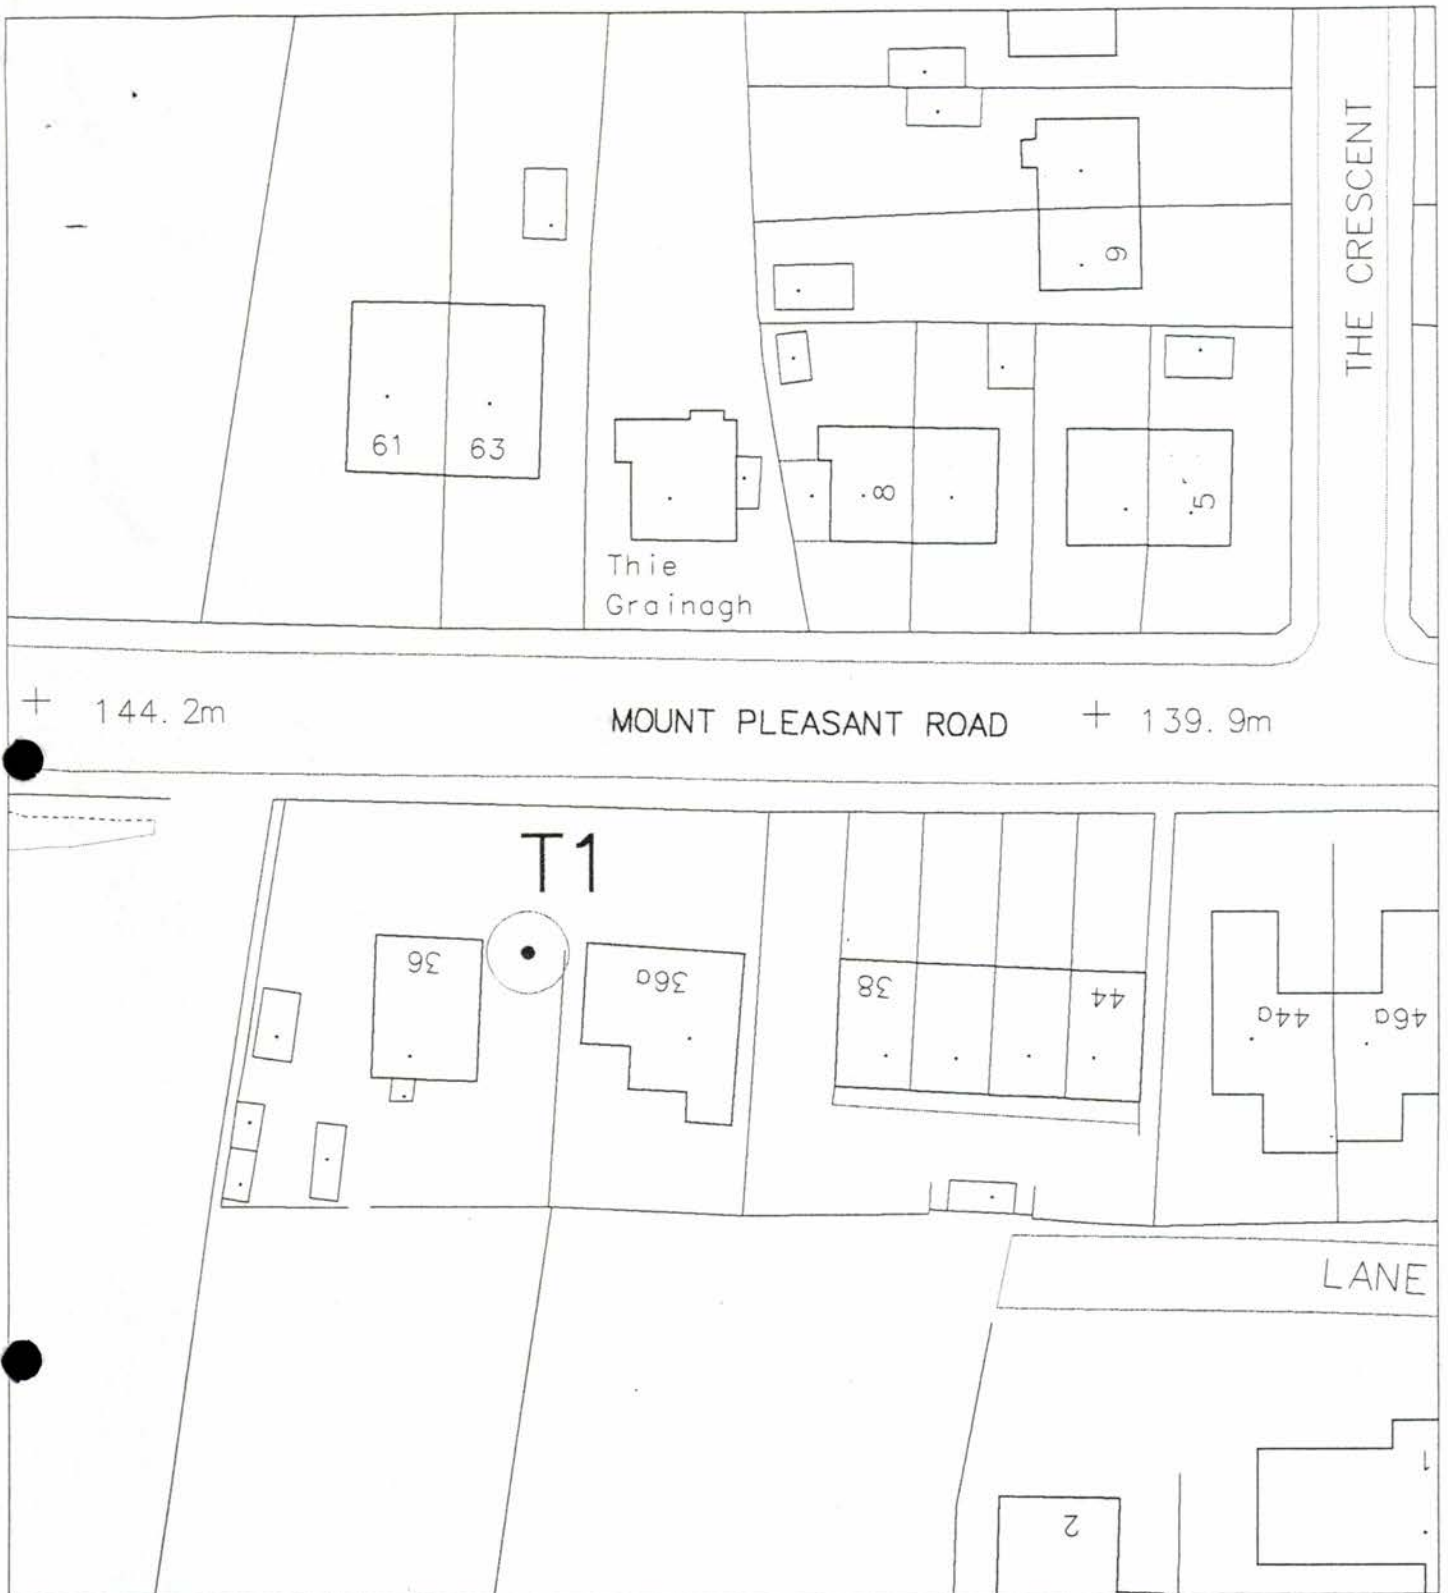 THE CRESCENT
9
61
63
8
5
Thie
Grainagh
144.2m
MOUNT PLEASANT ROAD
139.9m
T1
36
36a
38
44
44a
46a
LANE
1
2